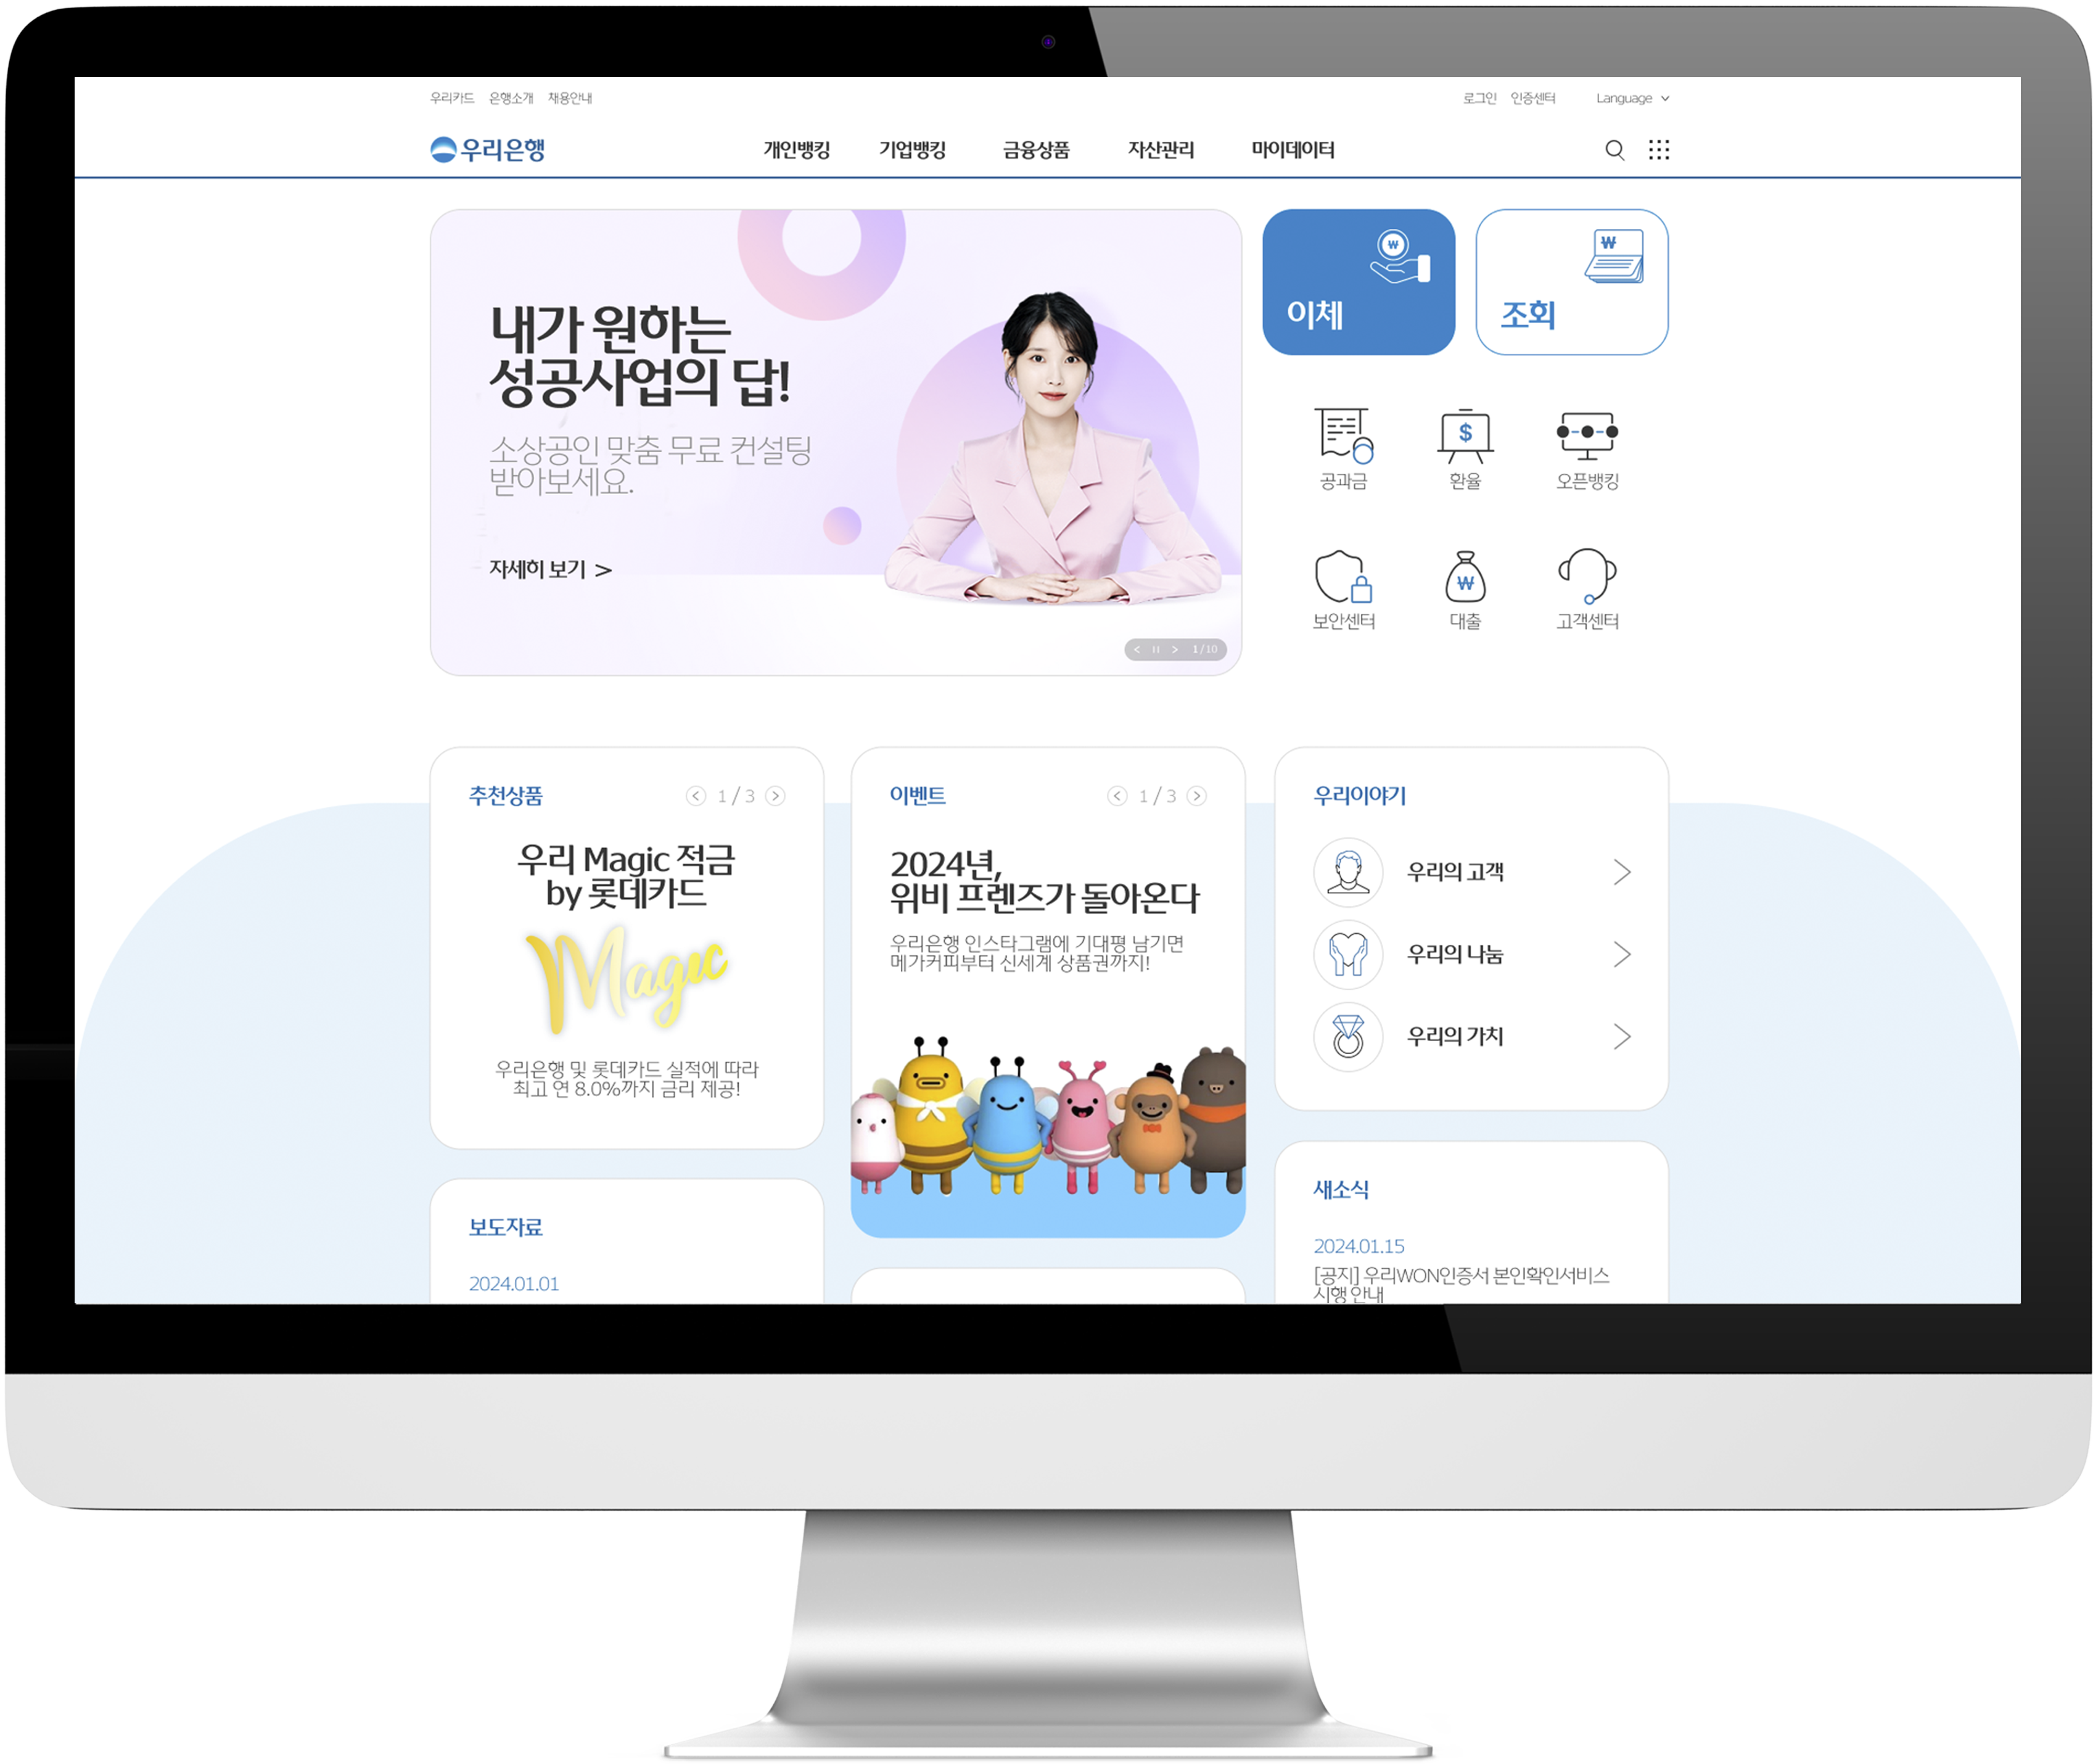 우리카드 은행소개 채용안내
로그인 인증센터 Language
우리은행
개인뱅킹 기업뱅킹 금융상품 자산관리 마이데이터
내가 원하는
성공사업의 답!
소상공인 맞춤 무료 컨설팅
받아보세요.
자세히 보기 >
< II > 1/10
이체
조회
공과금 환율 오픈뱅킹
보안센터 대출 고객센터
추천상품
< 1 / 3 >
우리 Magic 적금
by 롯데카드
Magic
우리은행 및 롯데카드 실적에 따라
최고 연 8.0%까지 금리 제공!
보도자료
2024.01.01
이벤트
< 1 / 3 >
2024년,
위비 프렌즈가 돌아온다
우리은행 인스타그램에 기대평 남기면
메가커피부터 신세계 상품권까지!
우리이야기
우리의 고객
우리의 나눔
우리의 가치
새소식
2024.01.15
[공지] 우리WON인증서 본인확인서비스
시행 안내